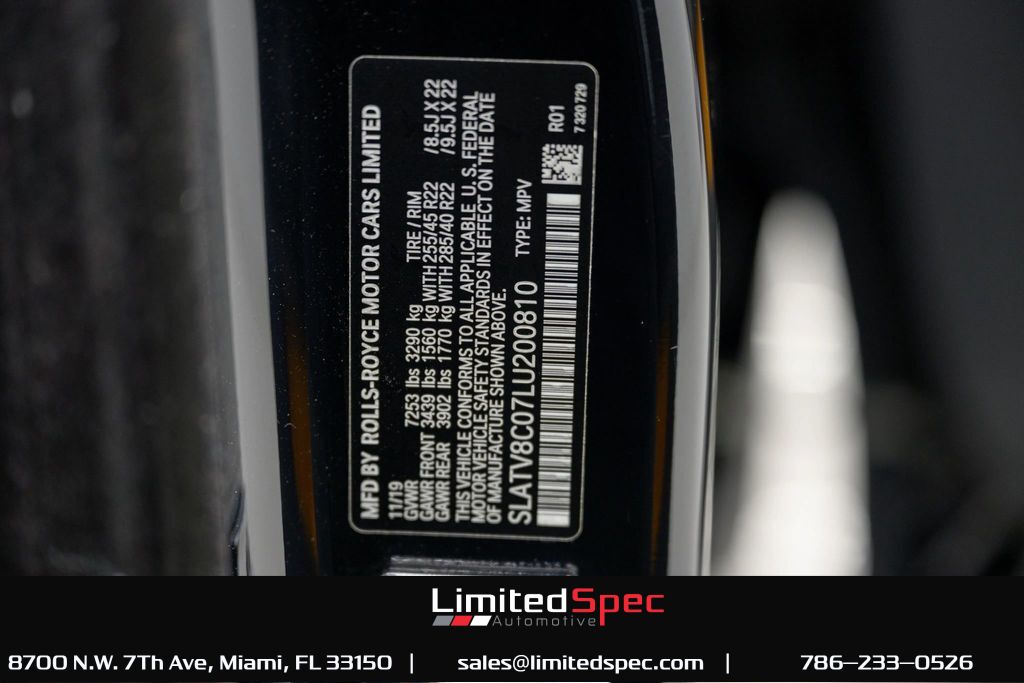 MFD BY ROLLS-ROYCE MOTOR CARS LIMITED
11/19
GVWR 7253 lbs 3290 kg TIRE / RIM
GAWR FRONT 3439 lbs 1560 kg WITH 255/45 R22 / 8.5J X 22
GAWR REAR 3902 lbs 1770 kg WITH 285/40 R22 / 9.5J X 22
THIS VEHICLE CONFORMS TO ALL APPLICABLE U. S. FEDERAL
MOTOR VEHICLE SAFETY STANDARDS IN EFFECT ON THE DATE
OF MANUFACTURE SHOWN ABOVE.
SLATV8C07LU200810 TYPE: MPV
R01
7 320 729
LimitedSpec
Automotive
8700 N.W. 7Th Ave, Miami, FL 33150 | sales@limitedspec.com | 786-233-0526